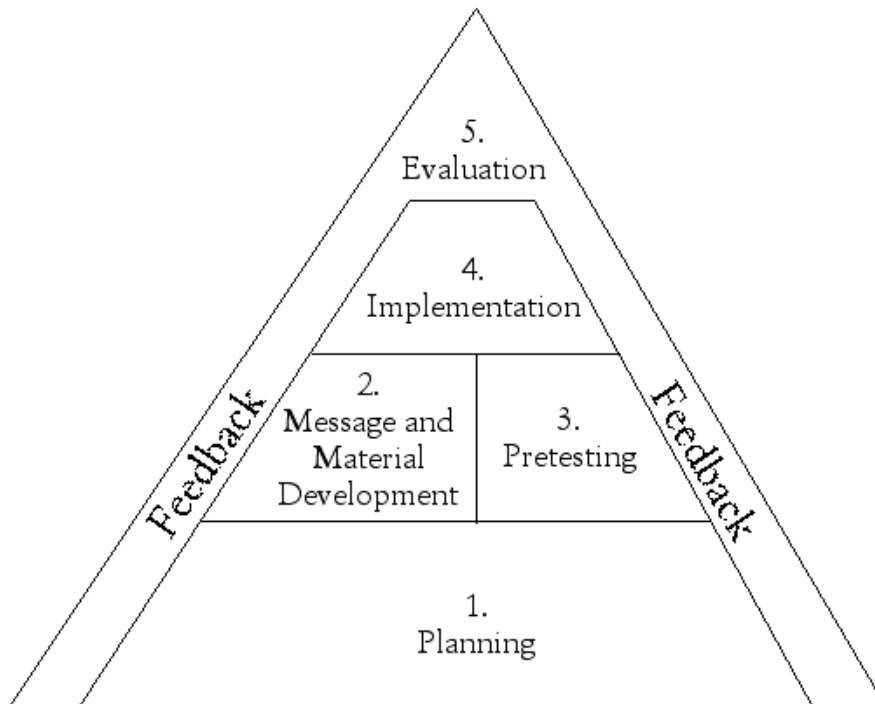 5.
Evaluation
4.
Implementation
2.
Message and
Material
Development
3.
Pretesting
Feedback
Feedback
1.
Planning